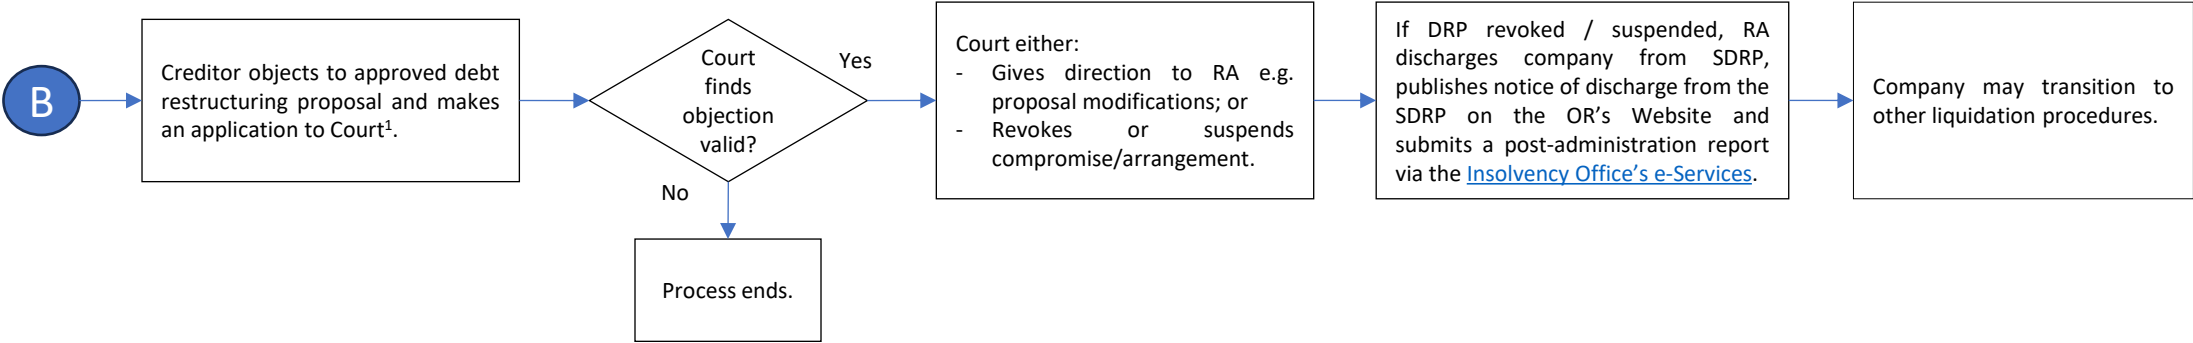 B
Creditor objects to approved debt
restructuring proposal and makes
an application to Court¹.
Court
finds
objection
valid?
Yes
No
Process ends.
Court either:
- Gives direction to RA e.g.
proposal modifications; or
- Revokes or suspends
compromise/arrangement.
If DRP revoked / suspended, RA
discharges company from SDRP,
publishes notice of discharge from the
SDRP on the OR’s Website and
submits a post-administration report
via the Insolvency Office’s e-Services.
Company may transition to
other liquidation procedures.